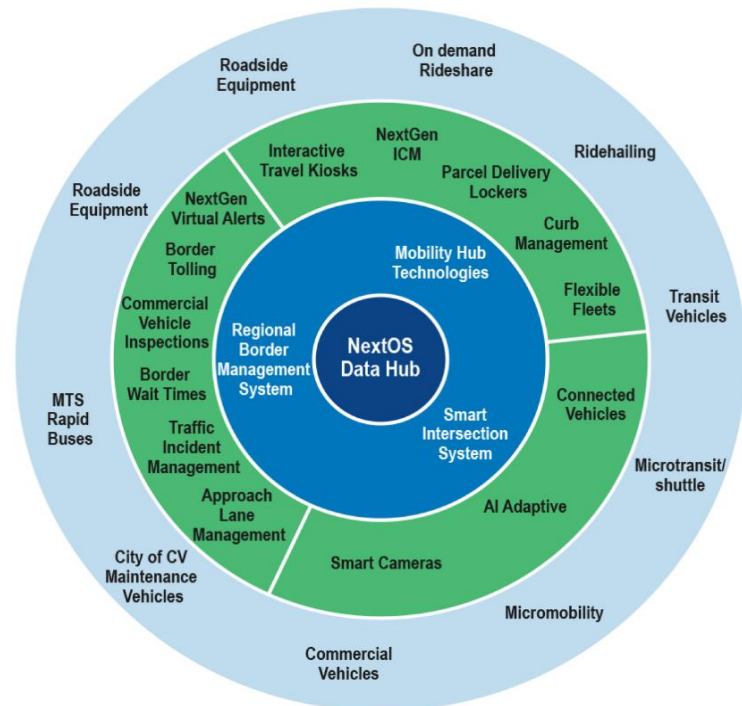 On demand
Rideshare
Roadside
Equipment
Ridehailing
Roadside
Equipment
Transit
Vehicles
MTS
Rapid
Buses
Microtransit/
shuttle
City of CV
Maintenance
Vehicles
Micromobility
Commercial
Vehicles
NextGen
ICM
Interactive
Travel Kiosks
Parcel Delivery
Lockers
Curb
Management
Flexible
Fleets
NextGen
Virtual Alerts
Border
Tolling
Commercial
Vehicle
Inspections
Border
Wait Times
Traffic
Incident
Management
Approach
Lane
Management
Connected
Vehicles
AI Adaptive
Smart Cameras
Mobility Hub
Technologies
Regional
Border
Management
System
Smart
Intersection
System
NextOS
Data Hub